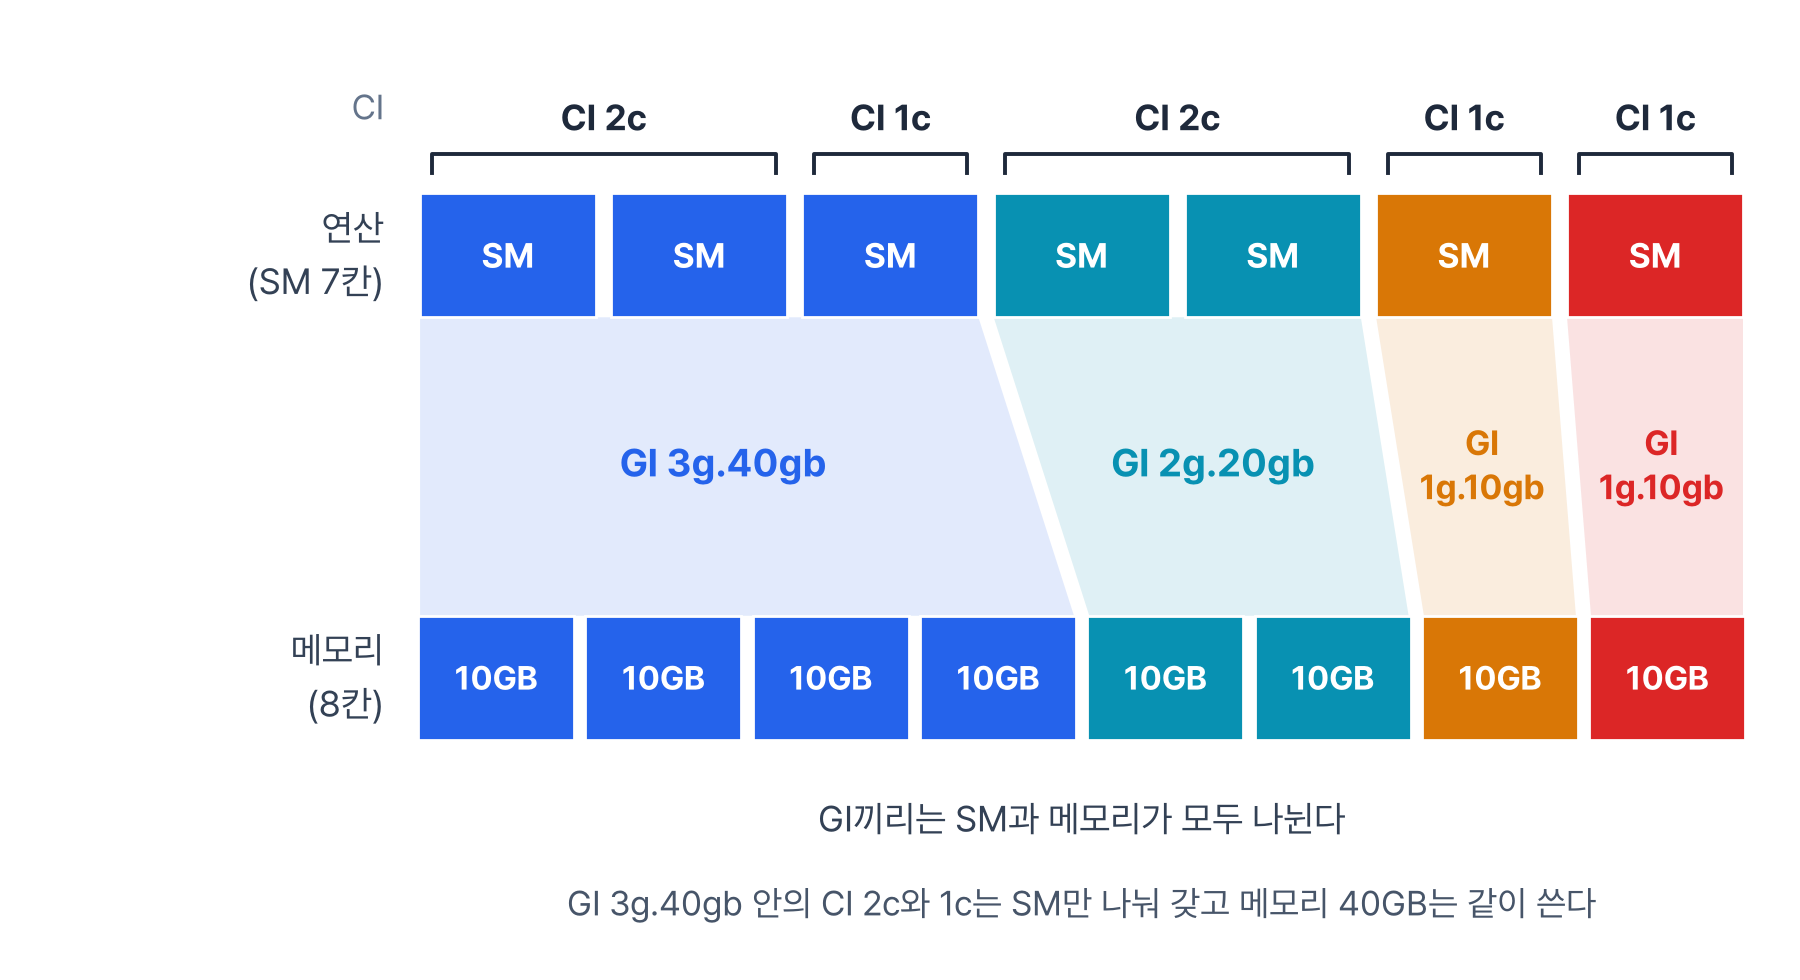 CI
CI 2c
CI 1c
CI 2c
CI 1c
CI 1c
연산
(SM 7칸)
SM
SM
SM
SM
SM
SM
SM
GI 3g.40gb
GI 2g.20gb
GI
1g.10gb
GI
1g.10gb
메모리
(8칸)
10GB
10GB
10GB
10GB
10GB
10GB
10GB
10GB
GI끼리는 SM과 메모리가 모두 나뉜다
GI 3g.40gb 안의 CI 2c와 1c는 SM만 나눠 갖고 메모리 40GB는 같이 쓴다